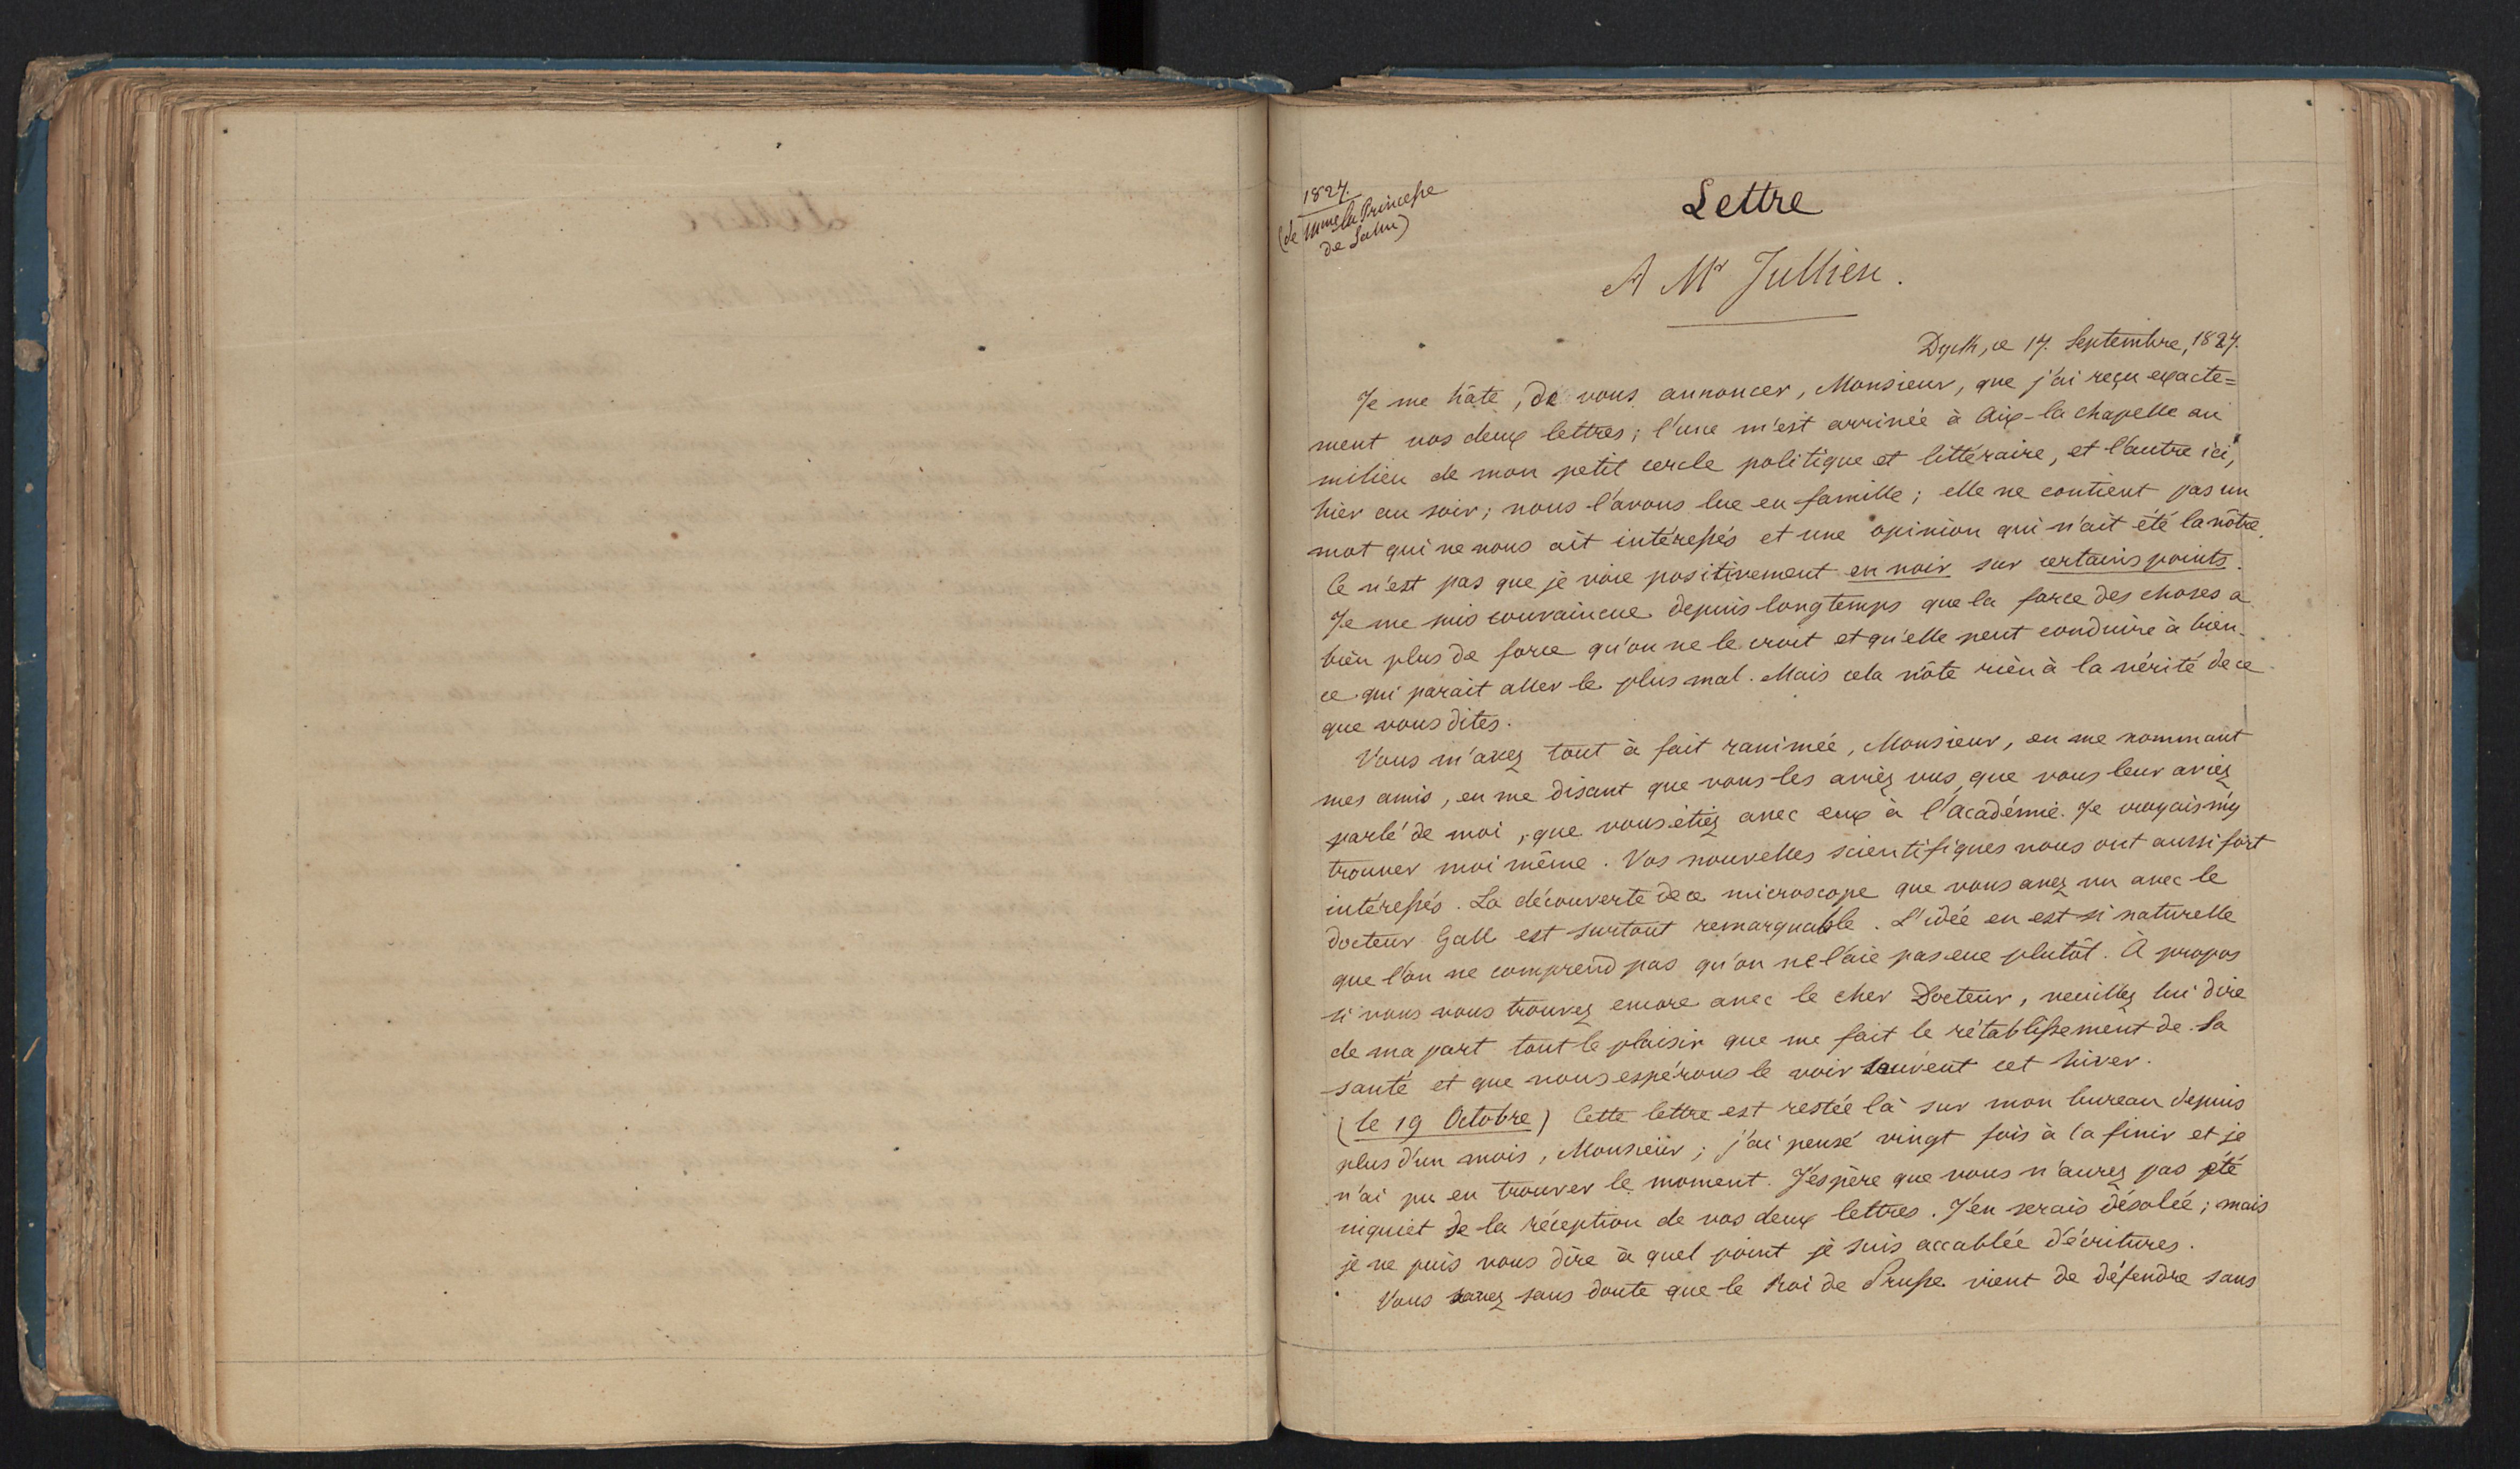 1827.
(de Mme la Princesse
de Salm)
Lettre
A Mr Jullien.
Dyck, ce 17. Septembre, 1827.
Je me hâte, de vous annoncer, Monsieur, que j'ai reçu exacte=
ment vos deux lettres; l'une m'est arrivée à Aix-la chapelle au
milieu de mon petit cercle politique et littéraire, et l'autre ici,
hier au soir; nous l'avons lue en famille; elle ne contient pas un
mot qui ne nous ait intéressés et une opinion qui n'ait été la nôtre.
Ce n'est pas que je voie positivement en noir sur certains points.
Je me suis convaincue depuis longtemps que la force des choses a
bien plus de force qu'on ne le croit et qu'elle peut conduire à bien
ce qui parait aller le plus mal. Mais cela n'ôte rien à la vérité de ce
que vous dites.
Vous m'avez tout à fait ranimée, Monsieur, en me nommant
mes amis, en me disant que vous les aviez vus, que vous leur aviez
parlé de moi, que vous étiez avec eux à l'académie. Je croyais m'y
trouver moi même. Vos nouvelles scientifiques nous ont aussi fort
intéressés. La découverte de ce microscope que vous avez vu avec le
docteur Gall est surtout remarquable. L'idée en est si naturelle
que l'on ne comprend pas qu'on ne l'aie pas eue plutôt. À propos
si vous vous trouvez encore avec le cher Docteur, veuillez lui dire
de ma part tout le plaisir que me fait le rétablissement de sa
santé et que nous espérons le voir souvent cet hiver.
(le 19 Octobre) Cette lettre est restée là sur mon bureau depuis
plus d'un mois, Monsieur; j'ai pensé vingt fois à la finir et je
n'ai pu en trouver le moment. J'espère que vous n'aurez pas été
inquiet de la réception de vos deux lettres. J'en serais désolée; mais
je ne puis vous dire à quel point je suis accablée d'écritures.
Vous savez sans doute que le Roi de Prusse vient de défendre sans